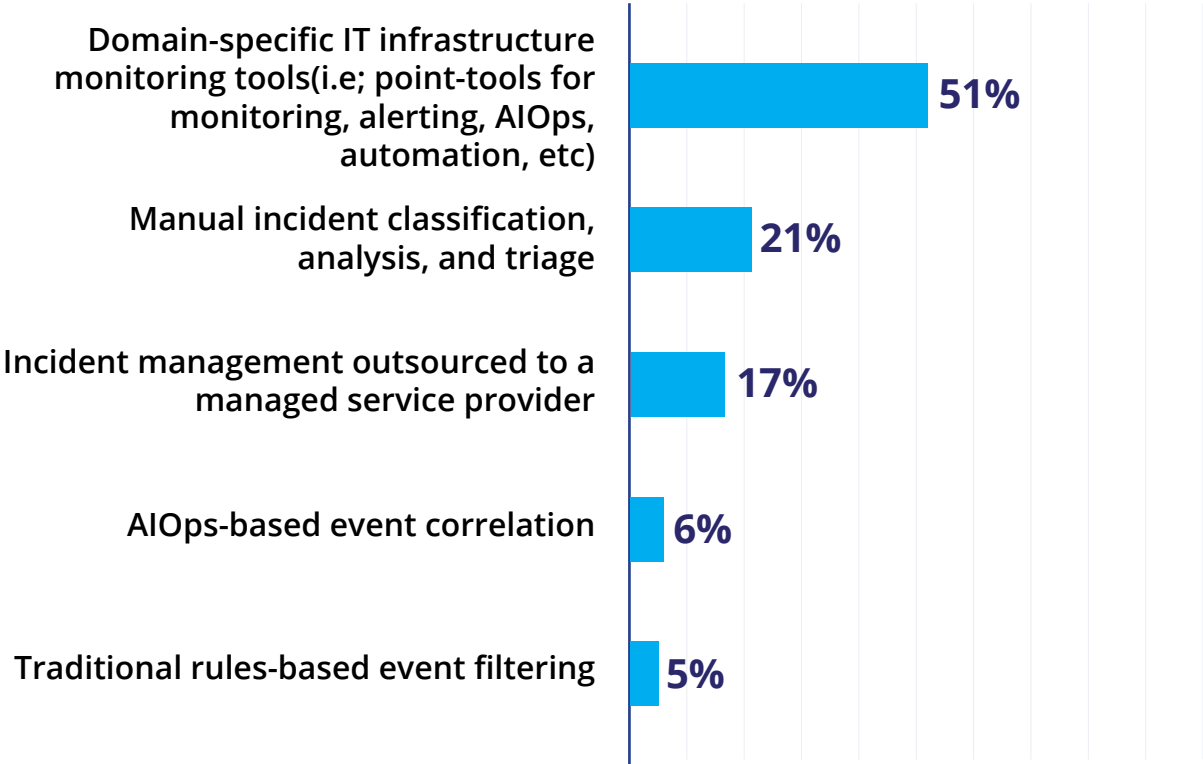 Domain-specific IT infrastructure
monitoring tools(i.e; point-tools for
monitoring, alerting, AIOps,
automation, etc)
51%
Manual incident classification,
analysis, and triage
21%
Incident management outsourced to a
managed service provider
17%
AIOps-based event correlation
6%
Traditional rules-based event filtering
5%